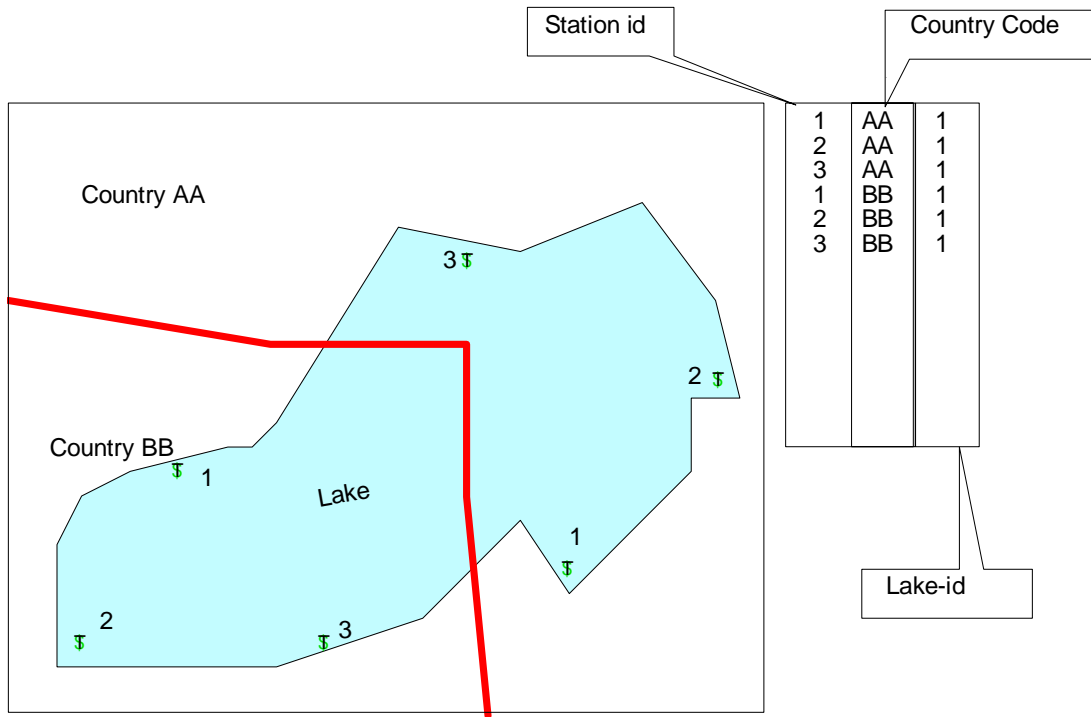 Station id
Country Code
1 AA 1
2 AA 1
3 AA 1
1 BB 1
2 BB 1
3 BB 1
Country AA
3
2
Country BB
1
Lake
1
2
3
Lake-id